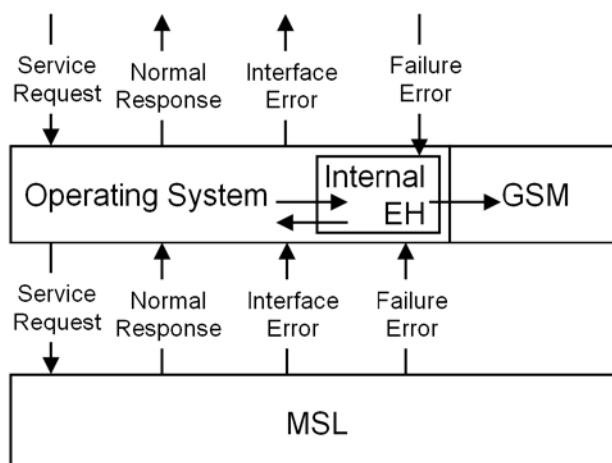 Service
Request
Normal
Response
Interface
Error
Failure
Error
Operating System
Internal
EH
GSM
Service
Request
Normal
Response
Interface
Error
Failure
Error
MSL